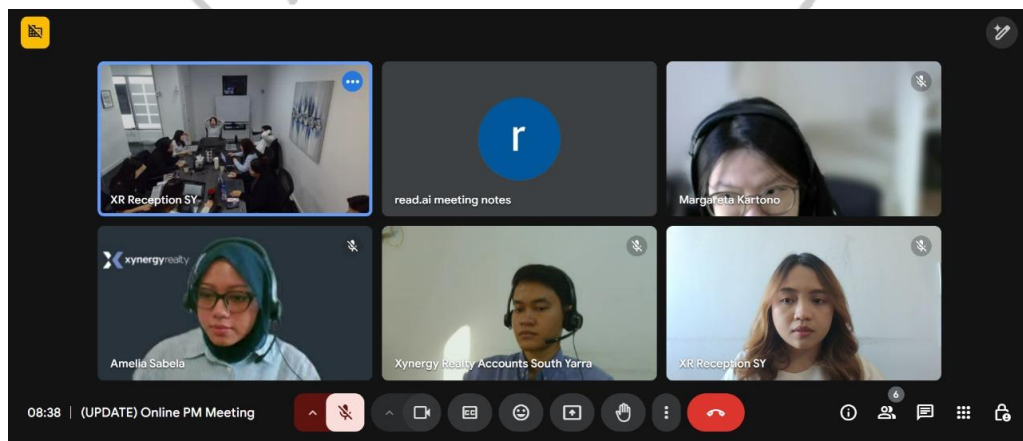 XR Reception SY
r
read.ai meeting notes
Margareta Kartono
xynergyrealty
Amelia Sabela
Xynergy Realty Accounts South Yarra
XR Reception SY
6
08:38 | (UPDATE) Online PM Meeting
CC